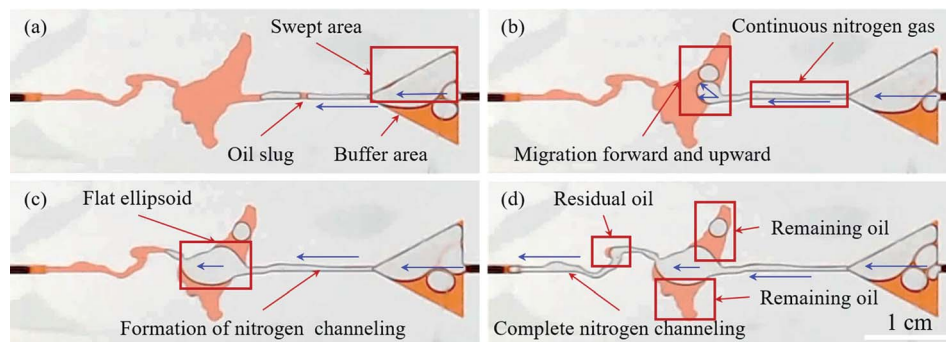 (a)
Swept area
Oil slug
Buffer area
(b)
Continuous nitrogen gas
Migration forward and upward
(c)
Flat ellipsoid
Formation of nitrogen channeling
(d)
Residual oil
Remaining oil
Remaining oil
Complete nitrogen channeling
1 cm